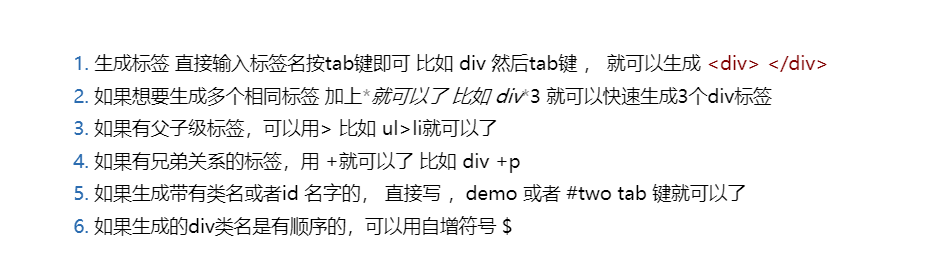 1. 生成标签 直接输入标签名按tab键即可 比如 div 然后tab键 ， 就可以生成 <div> </div>
2. 如果想要生成多个相同标签 加上*就可以了 比如 div*3 就可以快速生成3个div标签
3. 如果有父子级标签，可以用> 比如 ul>li就可以了
4. 如果有兄弟关系的标签，用 +就可以了 比如 div +p
5. 如果生成带有类名或者id 名字的， 直接写 ，demo 或者 #two tab 键就可以了
6. 如果生成的div类名是有顺序的，可以用自增符号 $